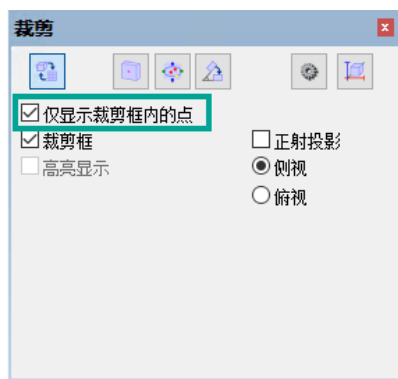 裁剪
仅显示裁剪框内的点
裁剪框
正射投影
高亮显示
侧视
俯视